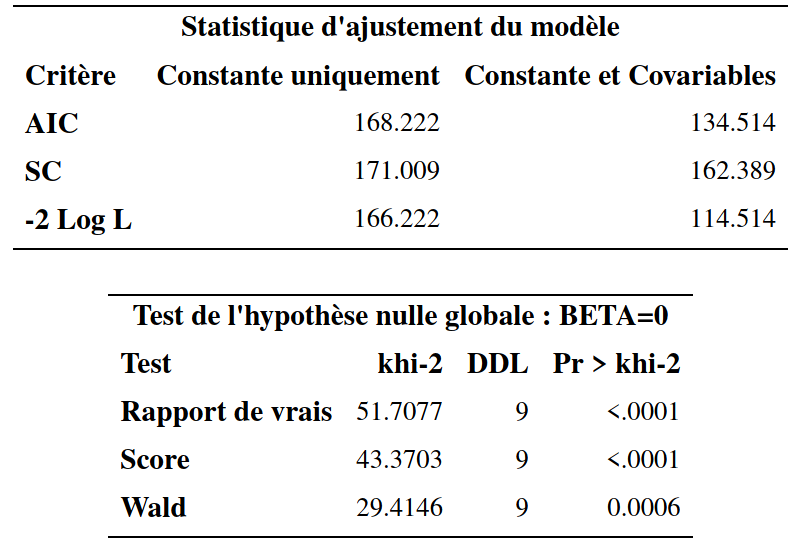 Statistique d'ajustement du modèle
Critère Constante uniquement Constante et Covariables
AIC 168.222 134.514
SC 171.009 162.389
-2 Log L 166.222 114.514
Test de l'hypothèse nulle globale : BETA=0
Test khi-2 DDL Pr > khi-2
Rapport de vrais 51.7077 9 <.0001
Score 43.3703 9 <.0001
Wald 29.4146 9 0.0006